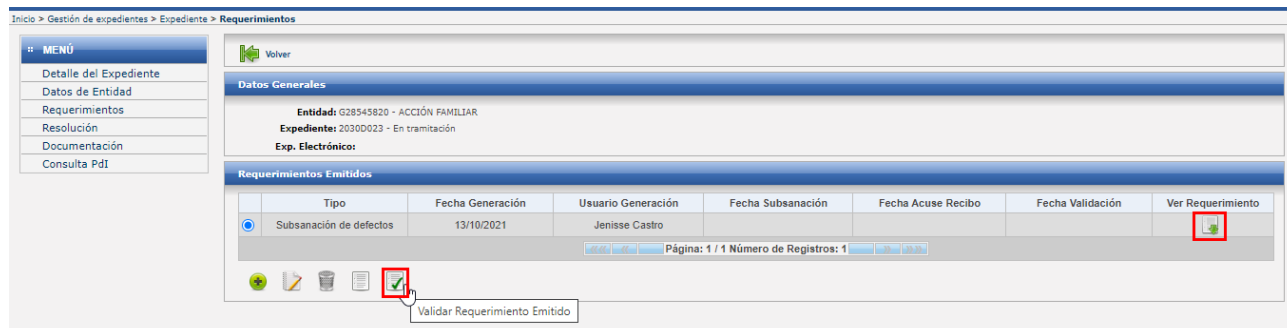 Inicio > Gestión de expedientes > Expediente > Requerimientos
MENÚ
Detalle del Expediente
Datos de Entidad
Requerimientos
Resolución
Documentación
Consulta PdI
Volver
Datos Generales
Entidad: G28545820 - ACCIÓN FAMILIAR
Expediente: 2030D023 - En tramitación
Exp. Electrónico:
Requerimientos Emitidos
Tipo Fecha Generación Usuario Generación Fecha Subsanación Fecha Acuse Recibo Fecha Validación Ver Requerimiento
Subsanación de defectos 13/10/2021 Jenisse Castro
Página: 1 / 1 Número de Registros: 1
Validar Requerimiento Emitido